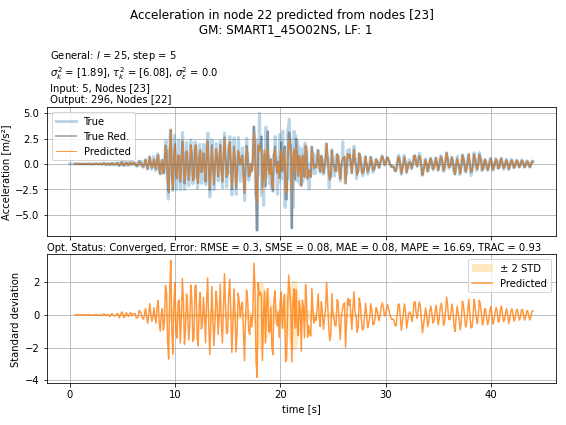 Acceleration in node 22 predicted from nodes [23]
GM: SMART1_45O02NS, LF: 1
General: l = 25, step = 5
σ²ₖ = [1.89], τ²ₖ = [6.08], σ²ₑ = 0.0
Input: 5, Nodes [23]
Output: 296, Nodes [22]
True
True Red.
Predicted
Acceleration [m/s²]
5.0
2.5
0.0
−2.5
−5.0
Opt. Status: Converged, Error: RMSE = 0.3, SMSE = 0.08, MAE = 0.08, MAPE = 16.69, TRAC = 0.93
± 2 STD
Predicted
Standard deviation
2
0
−2
−4
0 10 20 30 40
time [s]